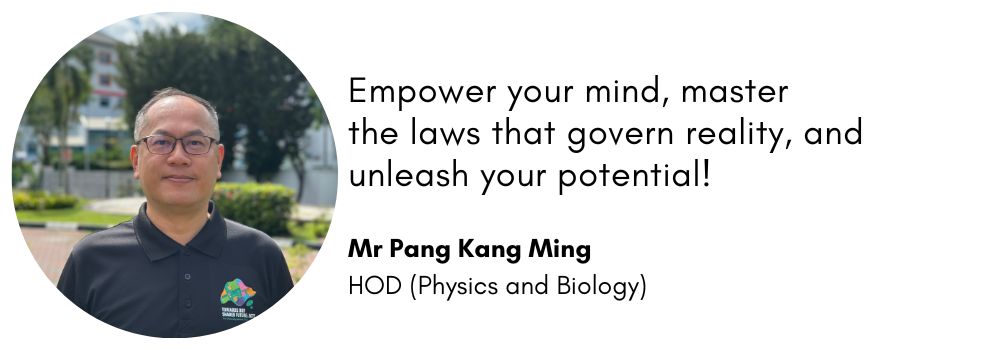 Empower your mind, master
the laws that govern reality, and
unleash your potential!
Mr Pang Kang Ming
HOD (Physics and Biology)